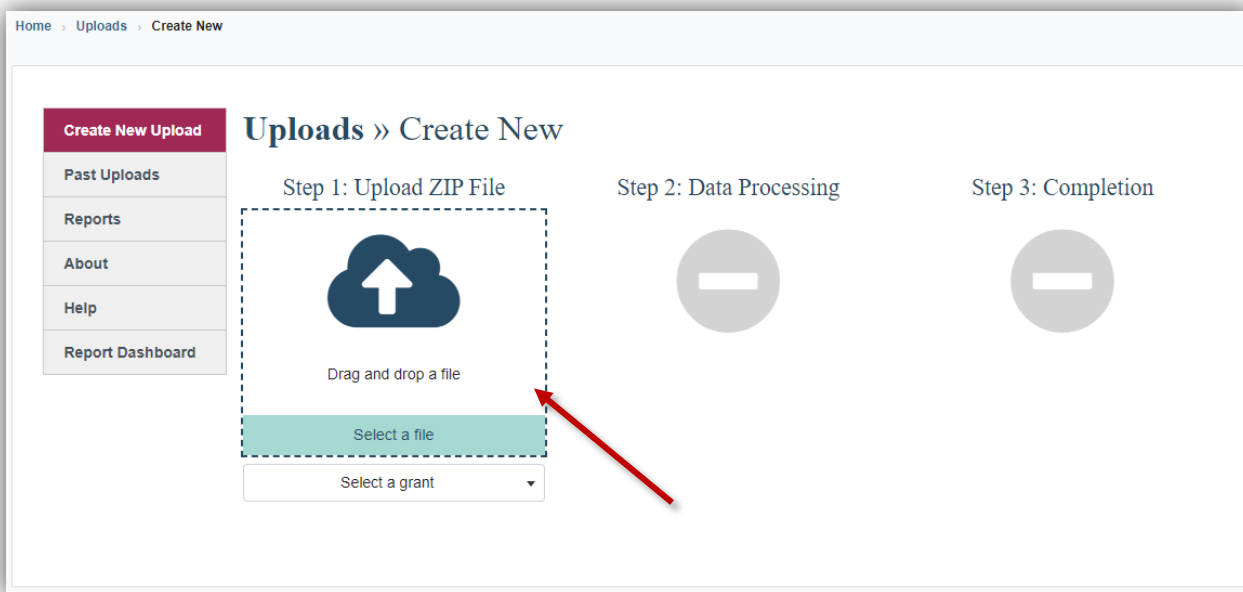 Home › Uploads › Create New
Create New Upload
Past Uploads
Reports
About
Help
Report Dashboard
Uploads » Create New
Step 1: Upload ZIP File
Drag and drop a file
Select a file
Select a grant
Step 2: Data Processing
Step 3: Completion